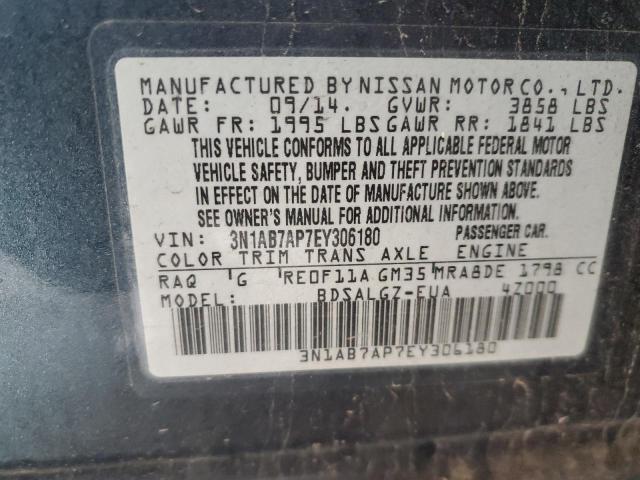 MANUFACTURED BY NISSAN MOTOR CO., LTD.
DATE: 09/14. GVWR: 3858 LBS
GAWR FR: 1995 LBS GAWR RR: 1841 LBS
THIS VEHICLE CONFORMS TO ALL APPLICABLE FEDERAL MOTOR
VEHICLE SAFETY, BUMPER AND THEFT PREVENTION STANDARDS
IN EFFECT ON THE DATE OF MANUFACTURE SHOWN ABOVE.
SEE OWNER'S MANUAL FOR ADDITIONAL INFORMATION.
VIN: 3N1AB7AP7EY306180 PASSENGER CAR.
COLOR TRIM TRANS AXLE ENGINE
RAQ G RE0F11A GM35 MRA8DE 1798 CC
MODEL: BDSALGZ-EUA 4Z000
3N1AB7AP7EY306180